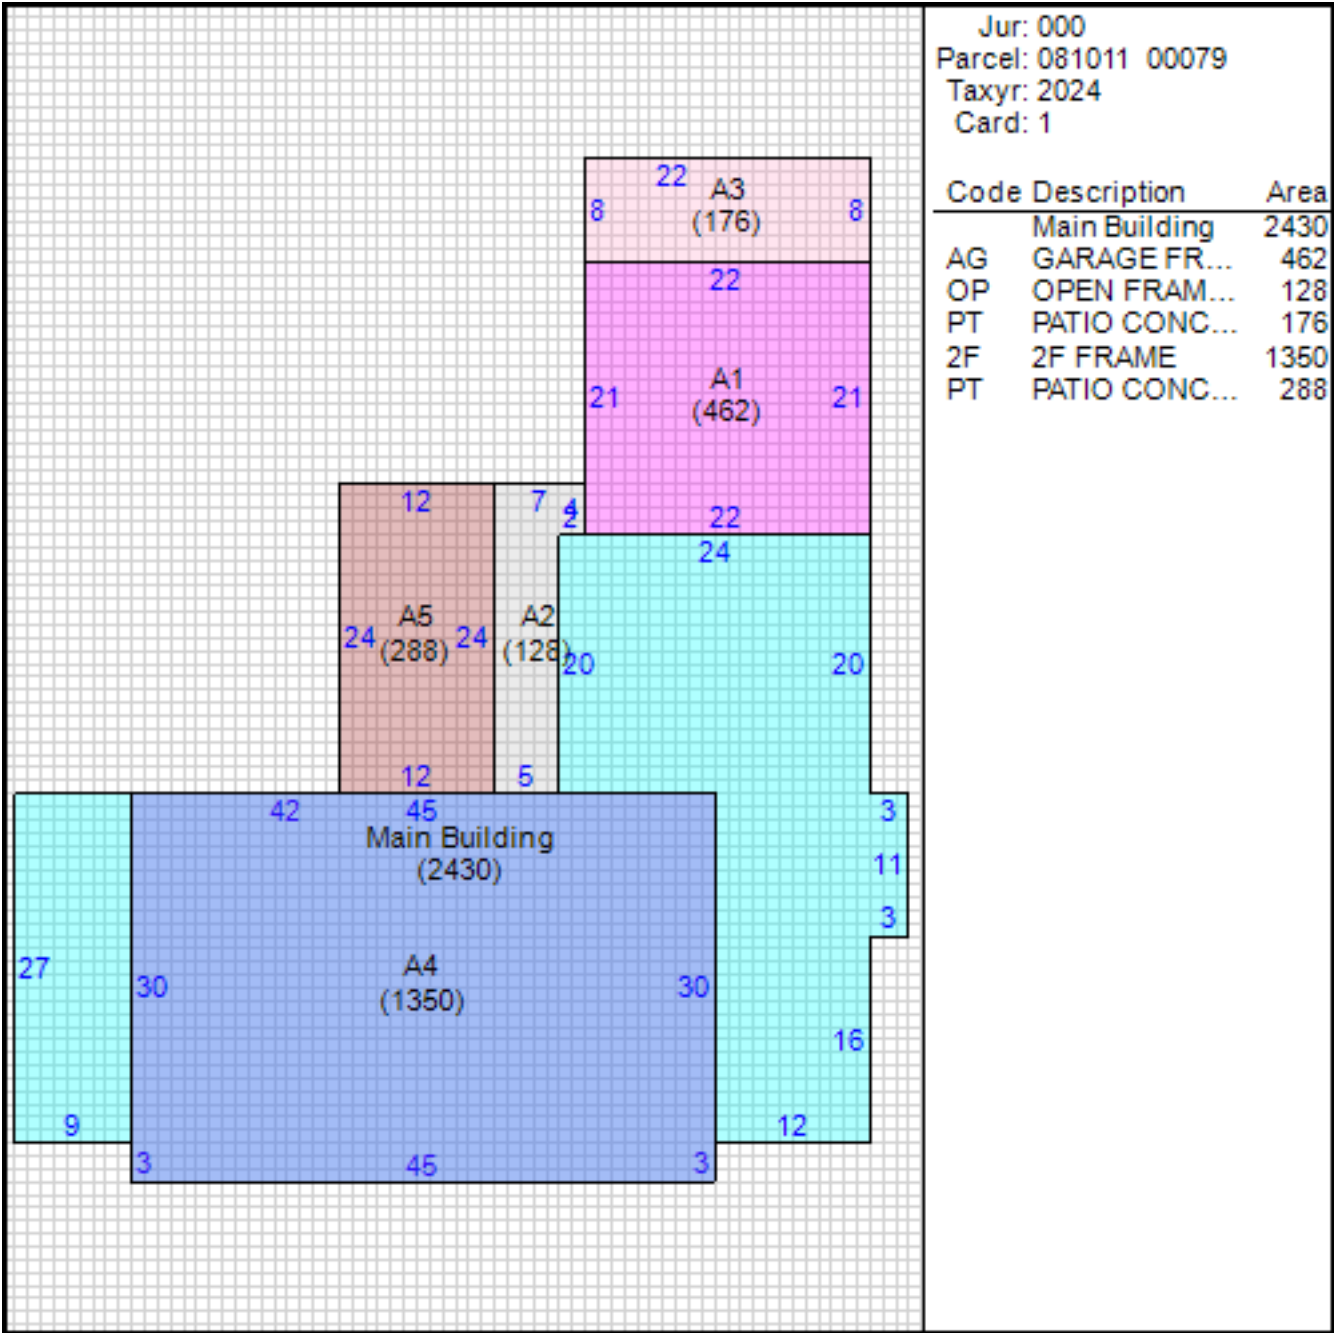 Jur: 000
Parcel: 081011 00079
Taxyr: 2024
Card: 1
Code Description Area
Main Building 2430
AG GARAGE FR... 462
OP OPEN FRAM... 128
PT PATIO CONC... 176
2F 2F FRAME 1350
PT PATIO CONC... 288
22
A3
8 (176) 8
22
A1
21 (462) 21
12 7 4
2 22
24
A5 A2
24 (288) 24 (128)
20 20
12 5
42 45 3
Main Building
(2430)
11
3
27 A4
30 (1350) 30
16
9 12
3 45 3